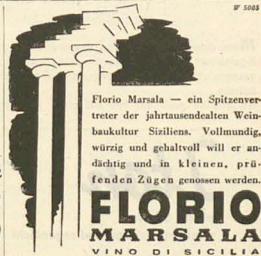 W 5008
Florio Marsala — ein Spitzenver-
treter der jahrtausendealten Wein-
baukultur Siziliens. Vollmundig,
würzig und gehaltvoll will er an-
dächtig und in kleinen, prü-
fenden Zügen genossen werden.
FLORIO
MARSALA
VINO DI SICILIA